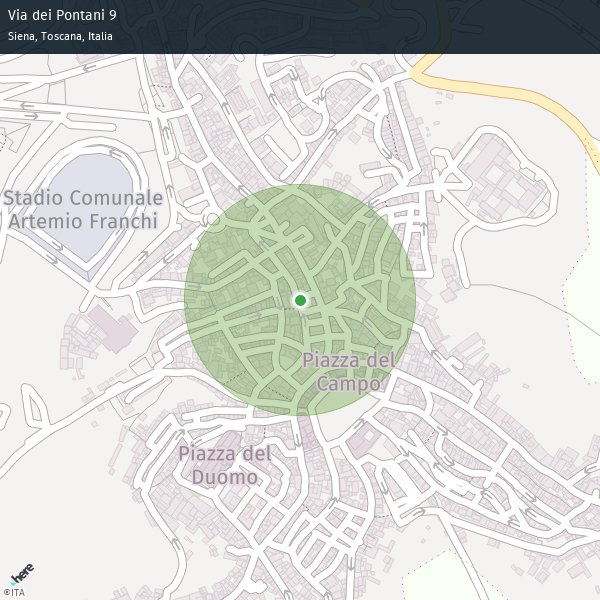 Via dei Pontani 9
Siena, Toscana, Italia
Stadio Comunale
Artemio Franchi
Piazza del
Campo
Piazza del
Duomo
here
©ITA